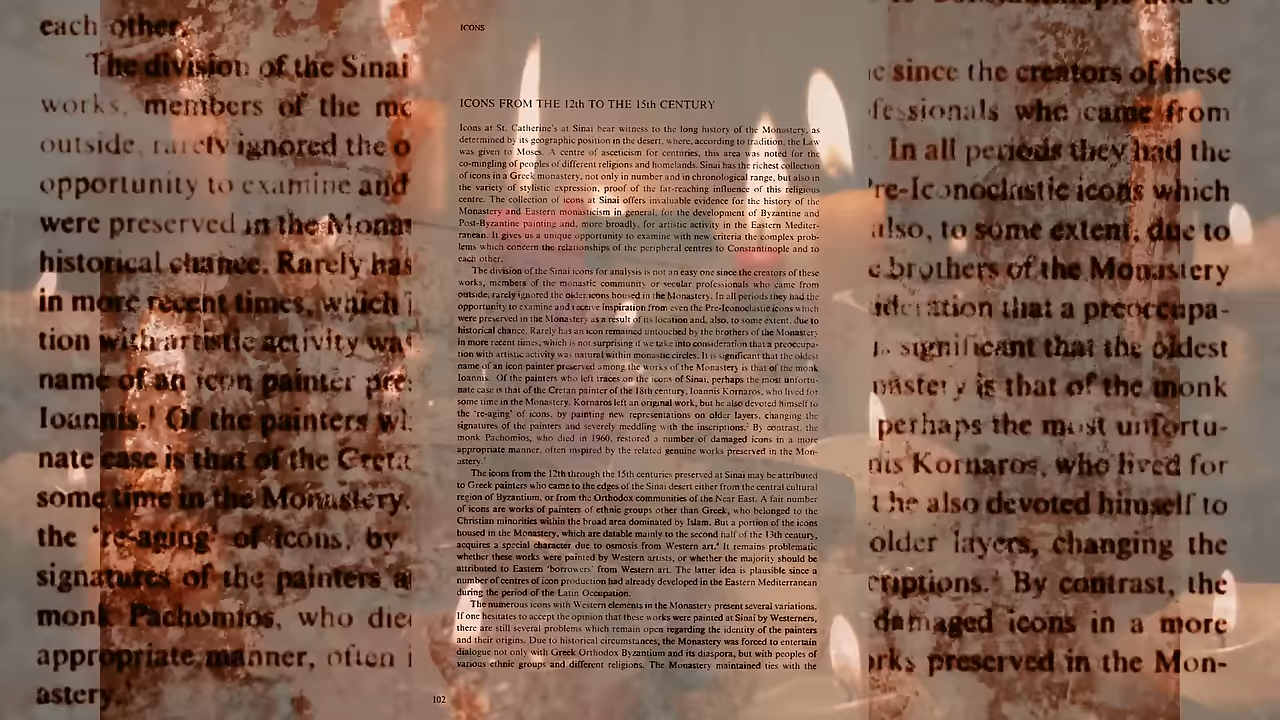 ICONS
ICONS FROM THE 12th TO THE 15th CENTURY
Icons at St. Catherine's at Sinai bear witness to the long history of the Monastery, as
determined by its geographic position in the desert, where, according to tradition, the Law
was given to Moses. A centre of asceticism for centuries, this area was noted for the
co-mingling of peoples of different religions and homelands. Sinai has the richest collection
of icons in a Greek monastery, not only in number and in chronological range, but also in
the variety of stylistic expression, proof of the far-reaching influence of this religious
centre. The collection of icons at Sinai offers invaluable evidence for the history of the
Monastery and Eastern monasticism in general, for the development of Byzantine and
Post-Byzantine painting and, more broadly, for artistic activity in the Eastern Mediter-
ranean. It gives us a unique opportunity to examine with new criteria the complex prob-
lems which concern the relationships of the peripheral centres to Constantinople and to
each other.
The division of the Sinai icons for analysis is not an easy one since the creators of these
works, members of the monastic community or secular professionals who came from
outside, rarely ignored the older icons housed in the Monastery. In all periods they had the
opportunity to examine and receive inspiration from even the Pre-Iconoclastic icons which
were preserved in the Monastery as a result of its location and, also, to some extent, due to
historical chance. Rarely has an icon remained untouched by the brothers of the Monastery
in more recent times, which is not surprising if we take into consideration that a preoccupa-
tion with artistic activity was natural within monastic circles. It is significant that the oldest
name of an icon painter preserved among the works of the Monastery is that of the monk
Ioannis.¹ Of the painters who left traces on the icons of Sinai, perhaps the most unfortu-
nate case is that of the Cretan painter of the 18th century, Ioannis Kornaros, who lived for
some time in the Monastery. Kornaros left an original work, but he also devoted himself to
the 're-aging' of icons, by painting new representations on older layers, changing the
signatures of the painters and severely meddling with the inscriptions.² By contrast, the
monk Pachomios, who died in 1960, restored a number of damaged icons in a more
appropriate manner, often inspired by the related genuine works preserved in the Mon-
astery.³
The icons from the 12th through the 15th centuries preserved at Sinai may be attributed
to Greek painters who came to the edges of the Sinai desert either from the central cultural
region of Byzantium, or from the Orthodox communities of the Near East. A fair number
of icons are works of painters of ethnic groups other than Greek, who belonged to the
Christian minorities within the broad area dominated by Islam. But a portion of the icons
housed in the Monastery, which are datable mainly to the second half of the 13th century,
acquires a special character due to osmosis from Western art.⁴ It remains problematic
whether these works were painted by Western artists, or whether the majority should be
attributed to Eastern 'borrowers' from Western art. The latter idea is plausible since a
number of centres of icon production had already developed in the Eastern Mediterranean
during the period of the Latin Occupation.
The numerous icons with Western elements in the Monastery present several variations.
If one hesitates to accept the opinion that these works were painted at Sinai by Westerners,
there are still several problems which remain open regarding the identity of the painters
and their origins. Due to historical circumstances, the Monastery was forced to entertain
dialogue not only with Greek Orthodox Byzantium and its diaspora, but with peoples of
various ethnic groups and different religions. The Monastery maintained ties with the
102
each other.
The division of the Sinai
works, members of the mo
outside, rarely ignored the o
opportunity to examine and
were preserved in the Monas
historical chance. Rarely has
in more recent times, which i
tion with artistic activity was
name of an icon painter pre
Ioannis.¹ Of the painters wh
nate case is that of the Creta
some time in the Monastery.
the 're-aging' of icons, by
signatures of the painters a
monk Pachomios, who died
appropriate manner, often i
astery.
e since the creators of these
fessionals who came from
. In all periods they had the
Pre-Iconoclastic icons which
also, to some extent, due to
e brothers of the Monastery
ideration that a preoccupa-
is significant that the oldest
onastery is that of the monk
perhaps the most unfortu-
nis Kornaros, who lived for
t he also devoted himself to
older layers, changing the
criptions.² By contrast, the
damaged icons in a more
orks preserved in the Mon-